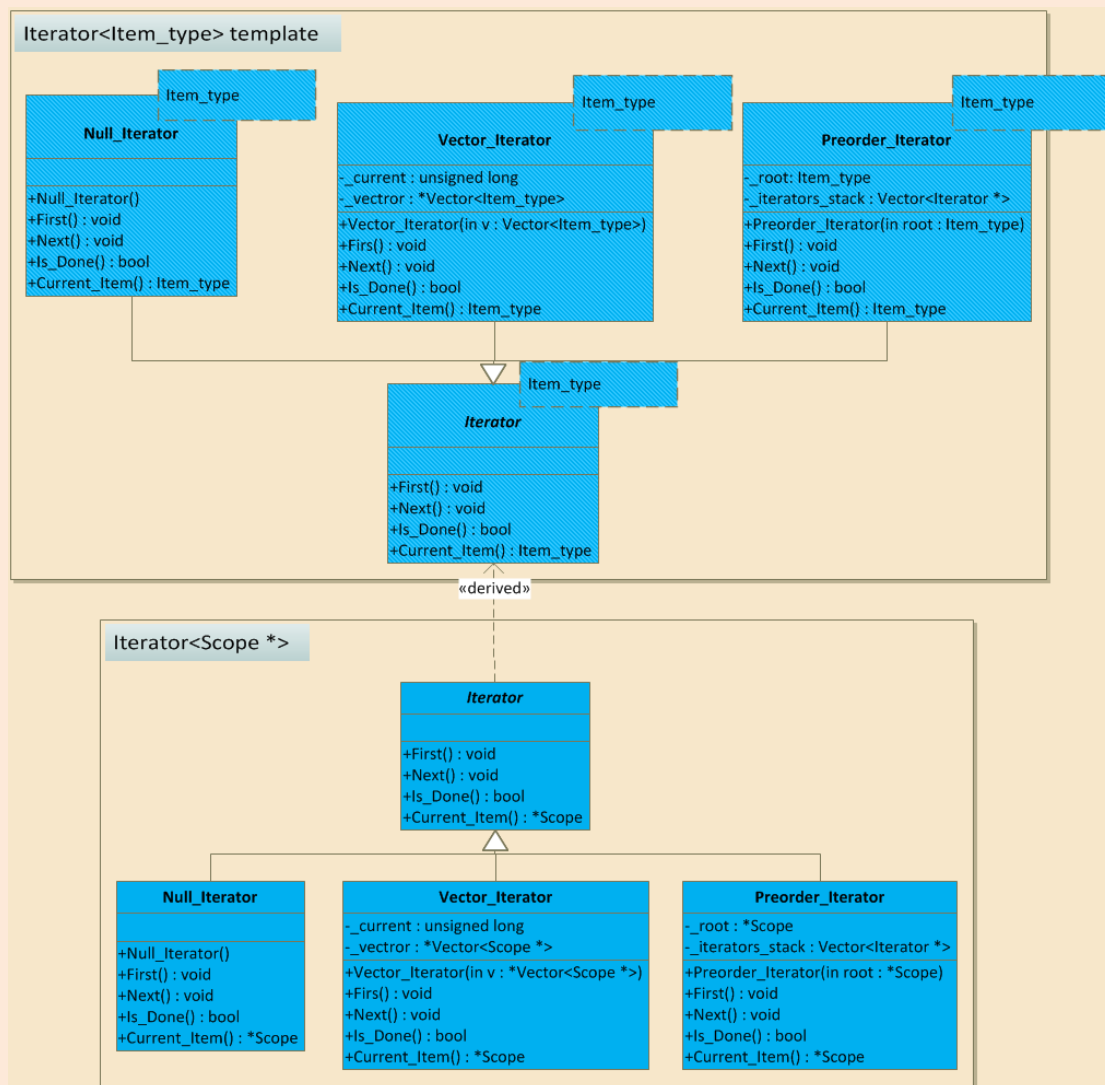 Iterator<Item_type> template
Item_type
Null_Iterator
+Null_Iterator()
+First() : void
+Next() : void
+Is_Done() : bool
+Current_Item() : Item_type
Item_type
Vector_Iterator
-_current : unsigned long
-_vectror : *Vector<Item_type>
+Vector_Iterator(in v : Vector<Item_type>)
+Firs() : void
+Next() : void
+Is_Done() : bool
+Current_Item() : Item_type
Item_type
Preorder_Iterator
-_root: Item_type
-_iterators_stack : Vector<Iterator *>
+Preorder_Iterator(in root : Item_type)
+First() : void
+Next() : void
+Is_Done() : bool
+Current_Item() : Item_type
Item_type
Iterator
+First() : void
+Next() : void
+Is_Done() : bool
+Current_Item() : Item_type
«derived»
Iterator<Scope *>
Iterator
+First() : void
+Next() : void
+Is_Done() : bool
+Current_Item() : *Scope
Null_Iterator
+Null_Iterator()
+First() : void
+Next() : void
+Is_Done() : bool
+Current_Item() : *Scope
Vector_Iterator
-_current : unsigned long
-_vectror : *Vector<Scope *>
+Vector_Iterator(in v : *Vector<Scope *>)
+Firs() : void
+Next() : void
+Is_Done() : bool
+Current_Item() : *Scope
Preorder_Iterator
-_root : *Scope
-_iterators_stack : Vector<Iterator *>
+Preorder_Iterator(in root : *Scope)
+First() : void
+Next() : void
+Is_Done() : bool
+Current_Item() : *Scope